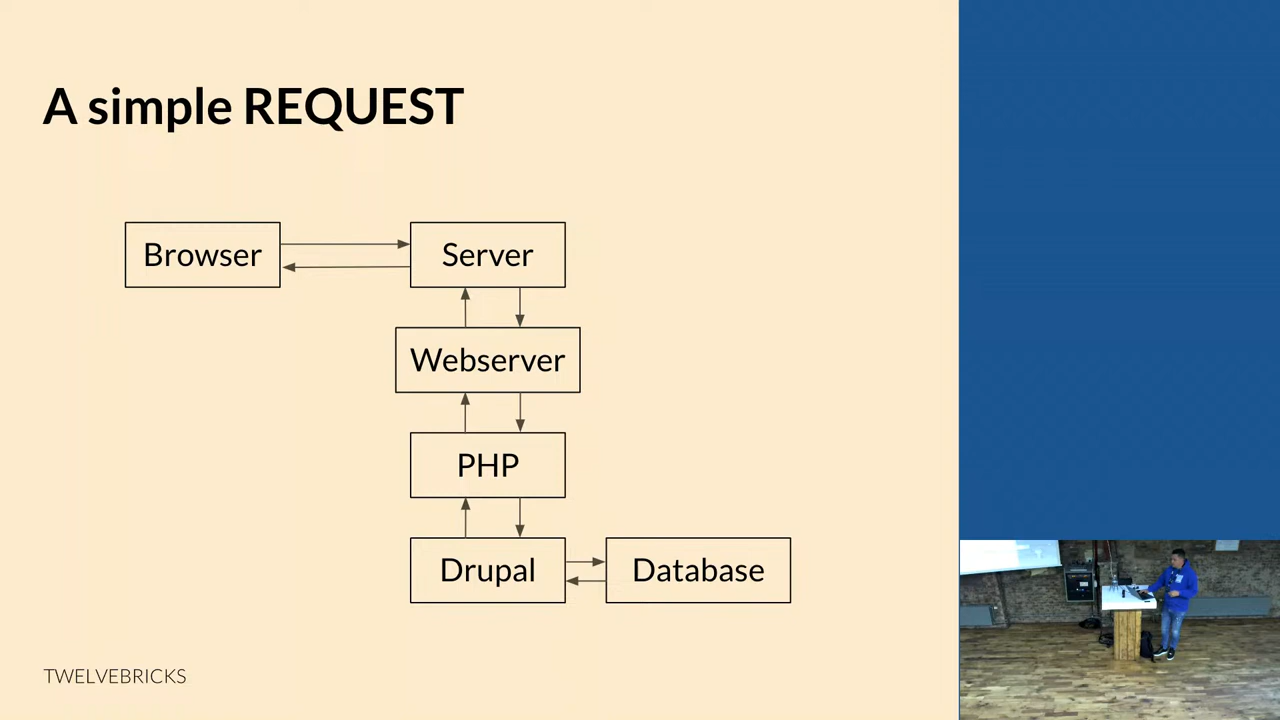 A simple REQUEST
Browser
Server
Webserver
PHP
Drupal
Database
TWELVEBRICKS